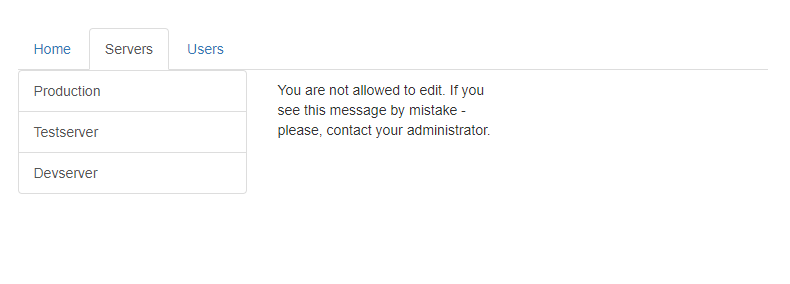 Home Servers Users
Production
Testserver
Devserver
You are not allowed to edit. If you
see this message by mistake -
please, contact your administrator.